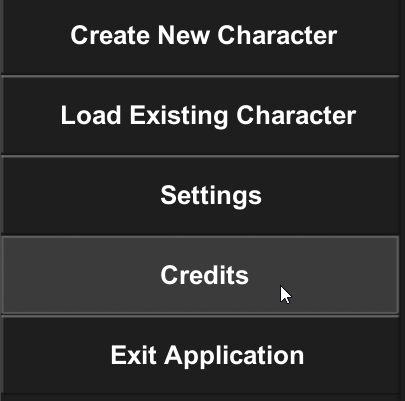 Create New Character
Load Existing Character
Settings
Credits
Exit Application